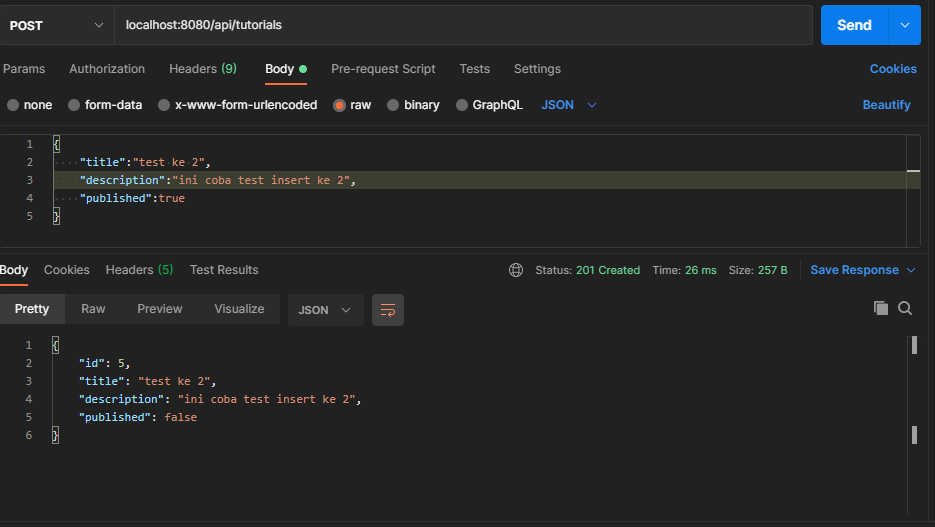 POST localhost:8080/api/tutorials Send
Params Authorization Headers (9) Body Pre-request Script Tests Settings Cookies
none form-data x-www-form-urlencoded raw binary GraphQL JSON Beautify
1 {
2 "title":"test ke 2",
3 "description":"ini coba test insert ke 2",
4 "published":true
5 }
Body Cookies Headers (5) Test Results Status: 201 Created Time: 26 ms Size: 257 B Save Response
Pretty Raw Preview Visualize JSON
1 {
2 "id": 5,
3 "title": "test ke 2",
4 "description": "ini coba test insert ke 2",
5 "published": false
6 }